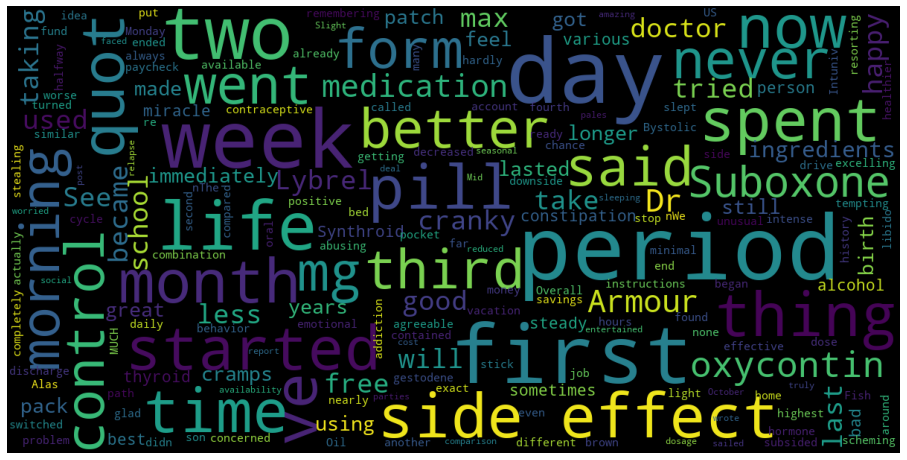 idea
put
Monday
ended
always
paycheck
fund
halfway
already
remembering
Slight
many
faced
amazing
available
US
taking
quot
two
went
form
patch
max
feel
got
various
hardly
doctor
now
never
happy
Intuniv
resorting
healthier
worse
turned
similar
re
used
made
miracle
contraceptive
medication
day
tried
person
person
spent
stealing
morning
See
became
school
week
called
account
slept
better
pill
fourth
ready
chance
pales
longer
Bystolic
said
ingredients
side
drive
excelling
tempting
relapse
post
worried
social
actually
completely
control
immediately
nThe
compared
second
cycle
Lybrel
getting
decreased
seasonal
deal
Mid
lasted
downside
sleeping
take
constipation
Dr
Suboxone
still
stop
nWe
unusual
intense
libido
life
positive
bed
oral
Synthroid
combination
abusing
pocket
cranky
far
reduced
period
minimal
history
birth
month
mg
third
end
instructions
alcohol
great
daily
MUCH
less
years
behavior
emotional
addiction
good
money
vacation
Overall
savings
Armour
began
thing
started
agreeable
contained
cost
steady
hours
entertained
found
none
effective
dose
discharge
Alas
path
thyroid
report
free
availability
ve
will
stick
job
first
light
home
oxycontin
truly
pack
switched
problem
glad
cramps
nearly
exact
parties
gestodene
sometimes
October
wrote
Fish
highest
hormone
subsided
last
bad
scheming
around
best
didn
son
concerned
time
using
Oil
another
comparison
side effect
even
different
brown
dosage
sailed